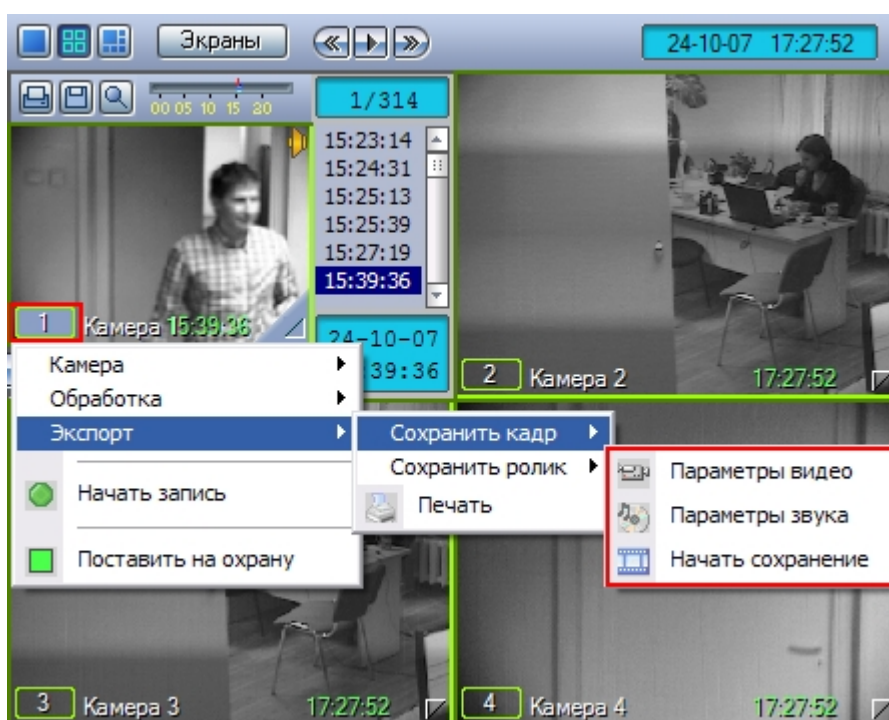 Экраны
24-10-07 17:27:52
00 05 10 15 20
1/314
15:23:14
15:24:31
15:25:13
15:25:39
15:27:19
15:39:36
1 Камера 15:39:36
24-10-07
39:36
2 Камера 2 17:27:52
Камера
Обработка
Экспорт
Начать запись
Поставить на охрану
Сохранить кадр
Сохранить ролик
Печать
Параметры видео
Параметры звука
Начать сохранение
3 Камера 3 17:27:52
4 Камера 4 17:27:52